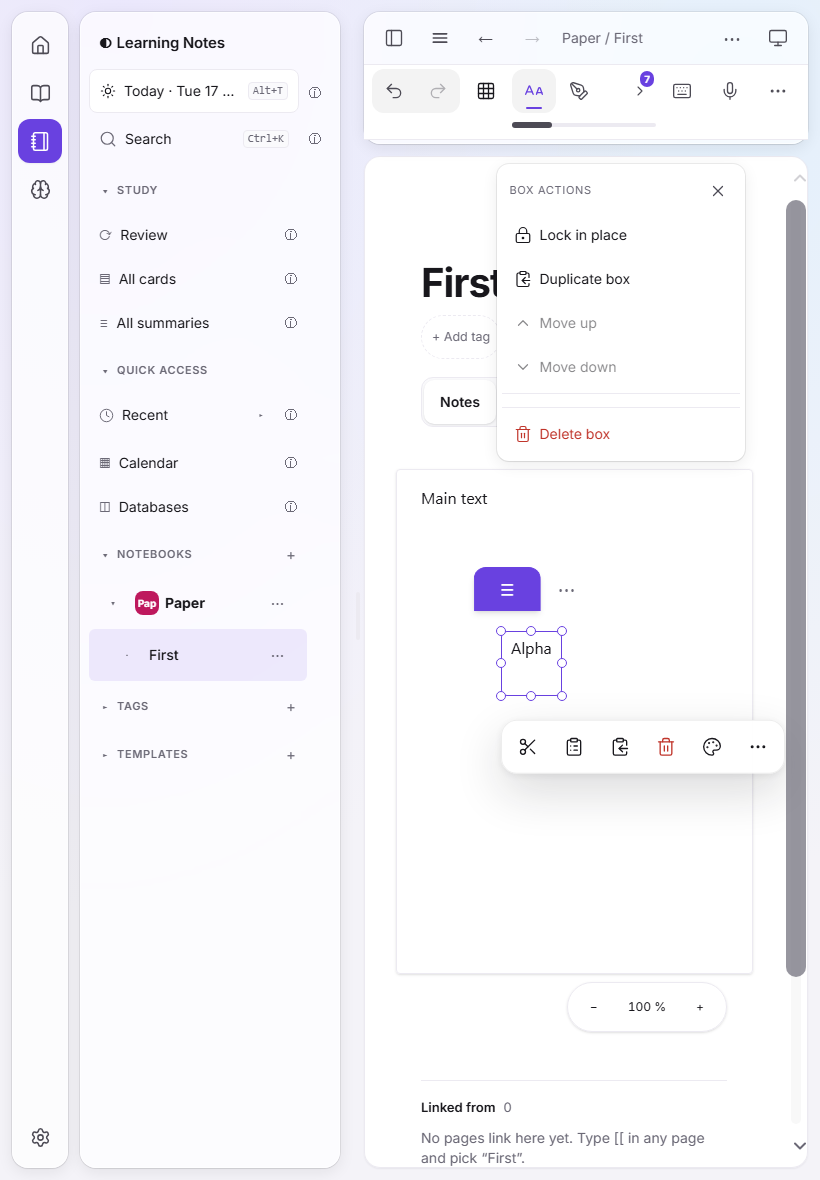 Learning Notes
Today · Tue 17 ... Alt+T
Search Ctrl+K
STUDY
Review
All cards
All summaries
QUICK ACCESS
Recent
Calendar
Databases
NOTEBOOKS +
Pap Paper ...
First ...
TAGS +
TEMPLATES +
Paper / First
7
AA
BOX ACTIONS
Lock in place
Duplicate box
Move up
Move down
Delete box
First
+ Add tag
Notes
Main text
Alpha
− 100 % +
Linked from 0
No pages link here yet. Type [[ in any page
and pick “First”.